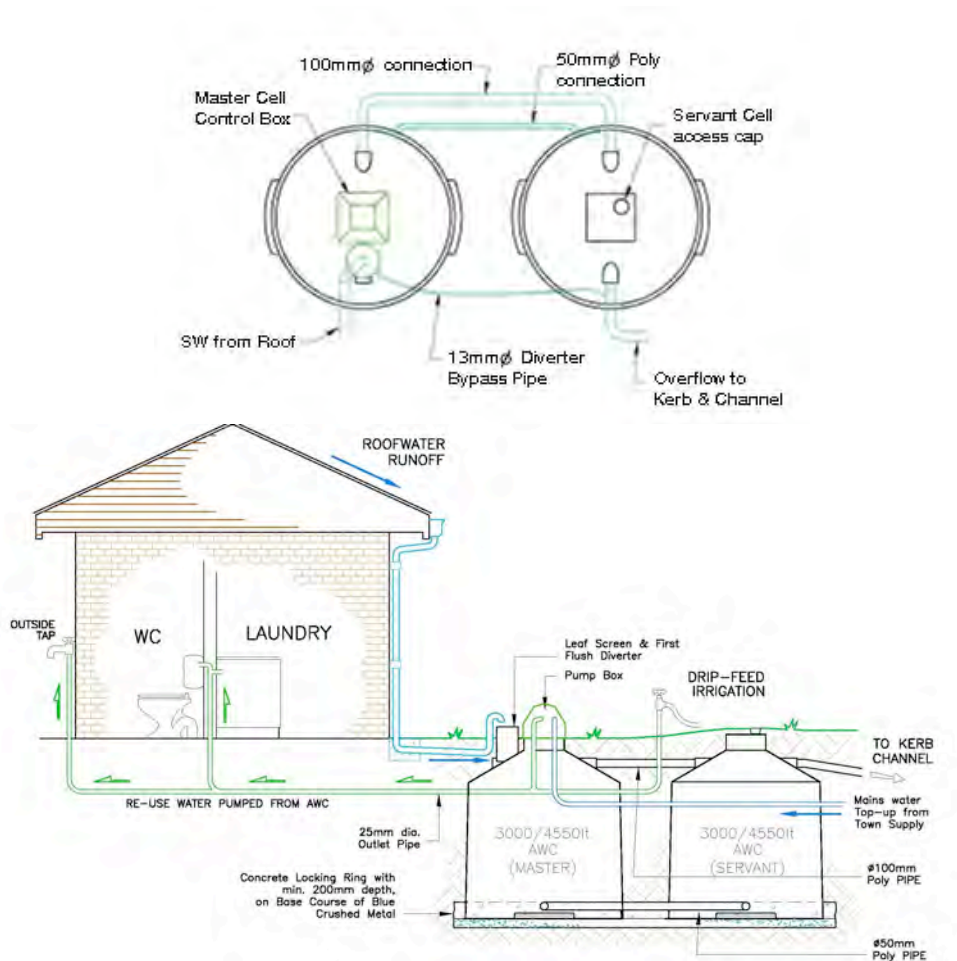 100mmϕ connection
50mmϕ Poly
connection
Master Cell
Control Box
Servant Cell
access cap
SW from Roof
13mmϕ Diverter
Bypass Pipe
Overflow to
Kerb & Channel
ROOFWATER
RUNOFF
OUTSIDE
TAP
WC
LAUNDRY
Leaf Screen & First
Flush Diverter
Pump Box
DRIP-FEED
IRRIGATION
TO KERB
CHANNEL
RE-USE WATER PUMPED FROM AWC
Mains water
Top-up from
Town Supply
25mm dia.
Outlet Pipe
3000/4550lt
AWC
(MASTER)
3000/4550lt
AWC
(SERVANT)
ø100mm
Poly PIPE
Concrete Locking Ring with
min. 200mm depth,
on Base Course of Blue
Crushed Metal
ø50mm
Poly PIPE